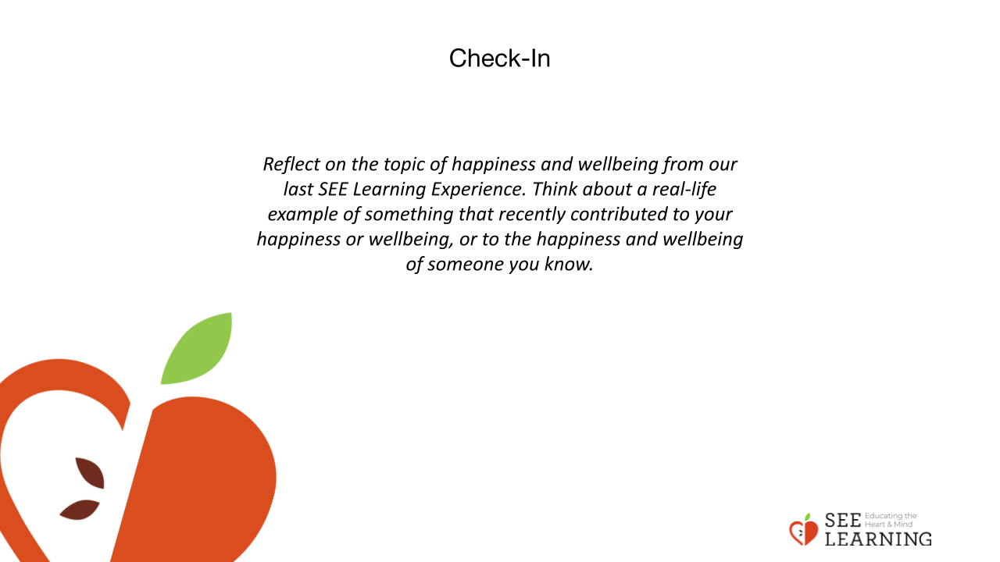 Check-In
Reflect on the topic of happiness and wellbeing from our
last SEE Learning Experience. Think about a real-life
example of something that recently contributed to your
happiness or wellbeing, or to the happiness and wellbeing
of someone you know.
SEE Educating the
Heart & Mind
LEARNING